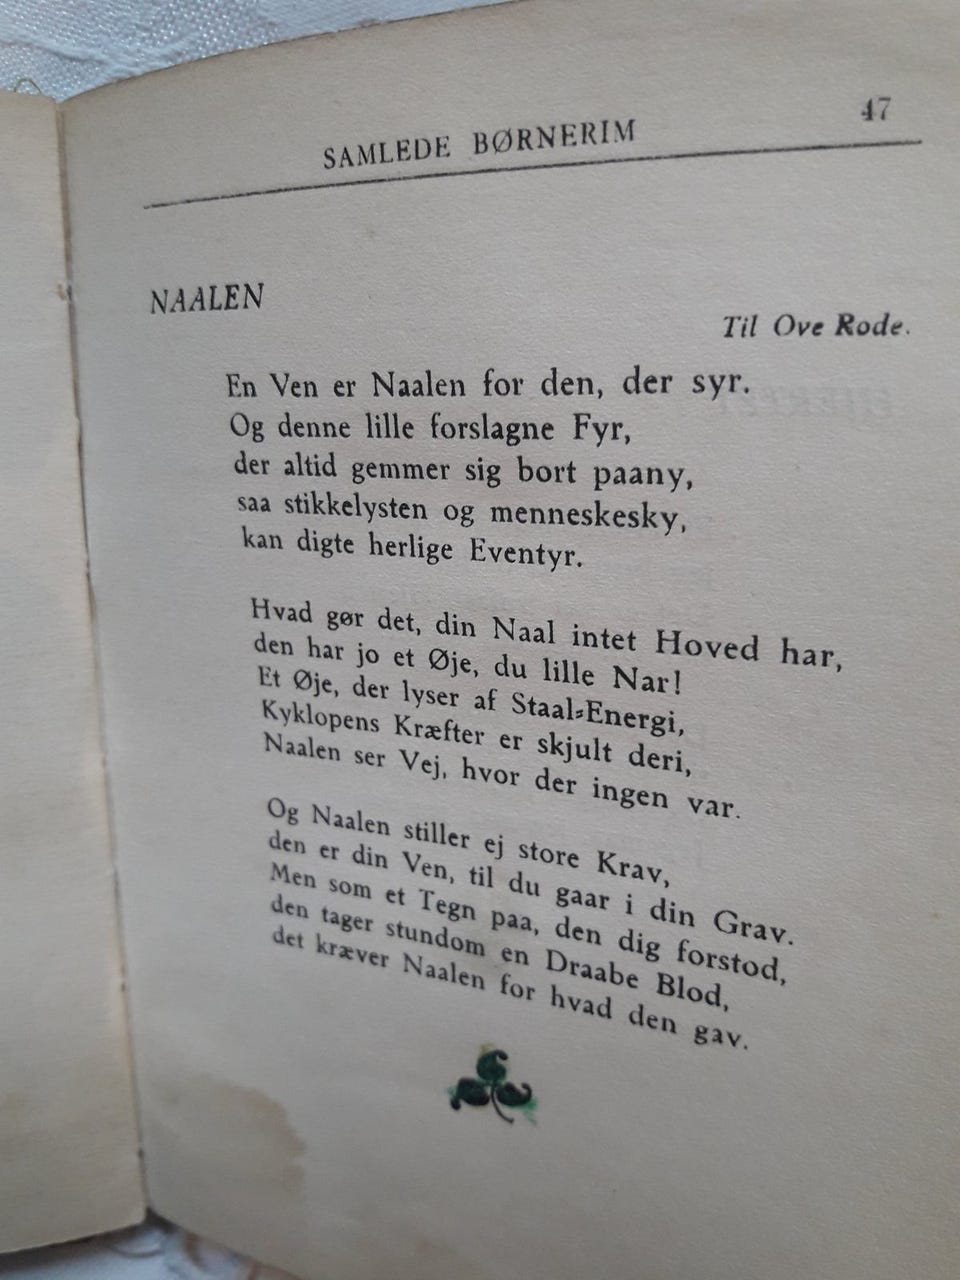 SAMLEDE BØRNERIM 47
NAALEN
Til Ove Rode.
En Ven er Naalen for den, der syr.
Og denne lille forslagne Fyr,
der altid gemmer sig bort paany,
saa stikkelysten og menneskesky,
kan digte herlige Eventyr.
Hvad gør det, din Naal intet Hoved har,
den har jo et Øje, du lille Nar!
Et Øje, der lyser af Staal-Energi,
Kyklopens Kræfter er skjult deri,
Naalen ser Vej, hvor der ingen var.
Og Naalen stiller ej store Krav,
den er din Ven, til du gaar i din Grav.
Men som et Tegn paa, den dig forstod,
den tager stundom en Draabe Blod,
det kræver Naalen for hvad den gav.